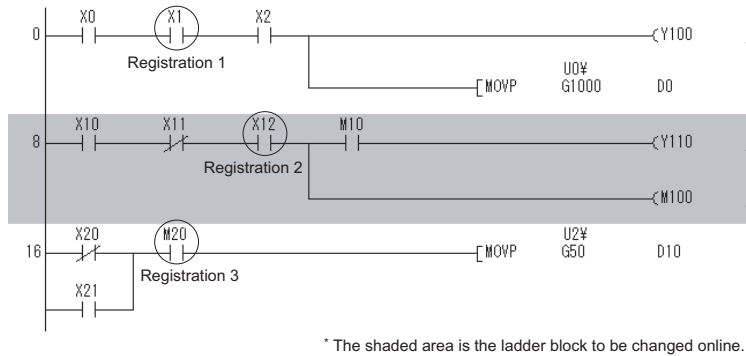 X0 X1 X2
0 Y100
Registration 1
U0¥
MOVP G1000 D0
X10 X11 X12 M10
8 Y110
Registration 2
M100
X20 M20 U2¥
16 MOVP G50 D10
Registration 3
X21
* The shaded area is the ladder block to be changed online.